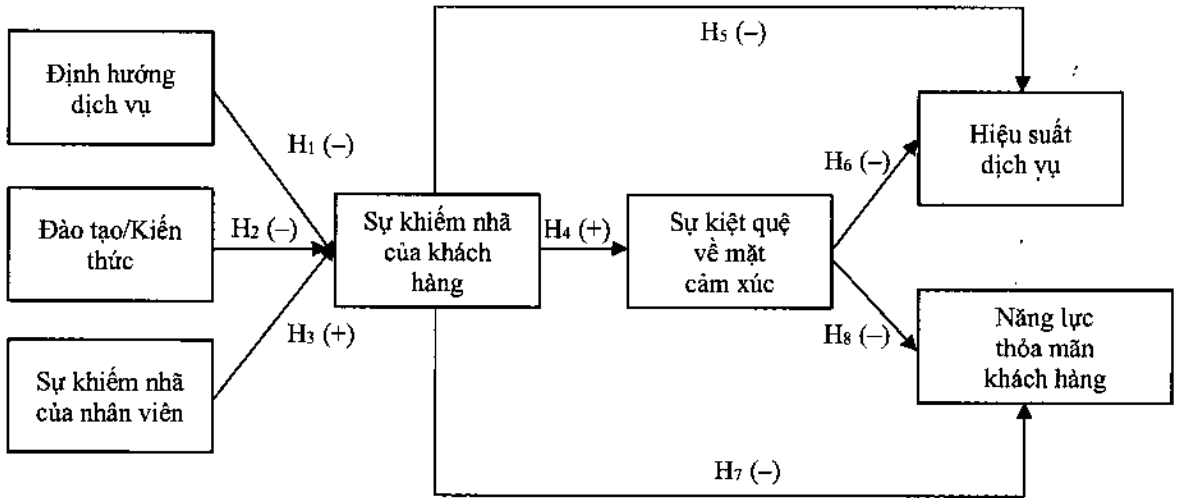 Định hướng
dịch vụ
Đào tạo/Kiến
thức
Sự khiếm nhã
của nhân viên
H₁ (–)
H₂ (–)
H₃ (+)
Sự khiếm nhã
của khách
hàng
H₄ (+)
Sự kiệt quệ
về mặt
cảm xúc
H₅ (–)
H₆ (–)
H₈ (–)
H₇ (–)
Hiệu suất
dịch vụ
Năng lực
thỏa mãn
khách hàng